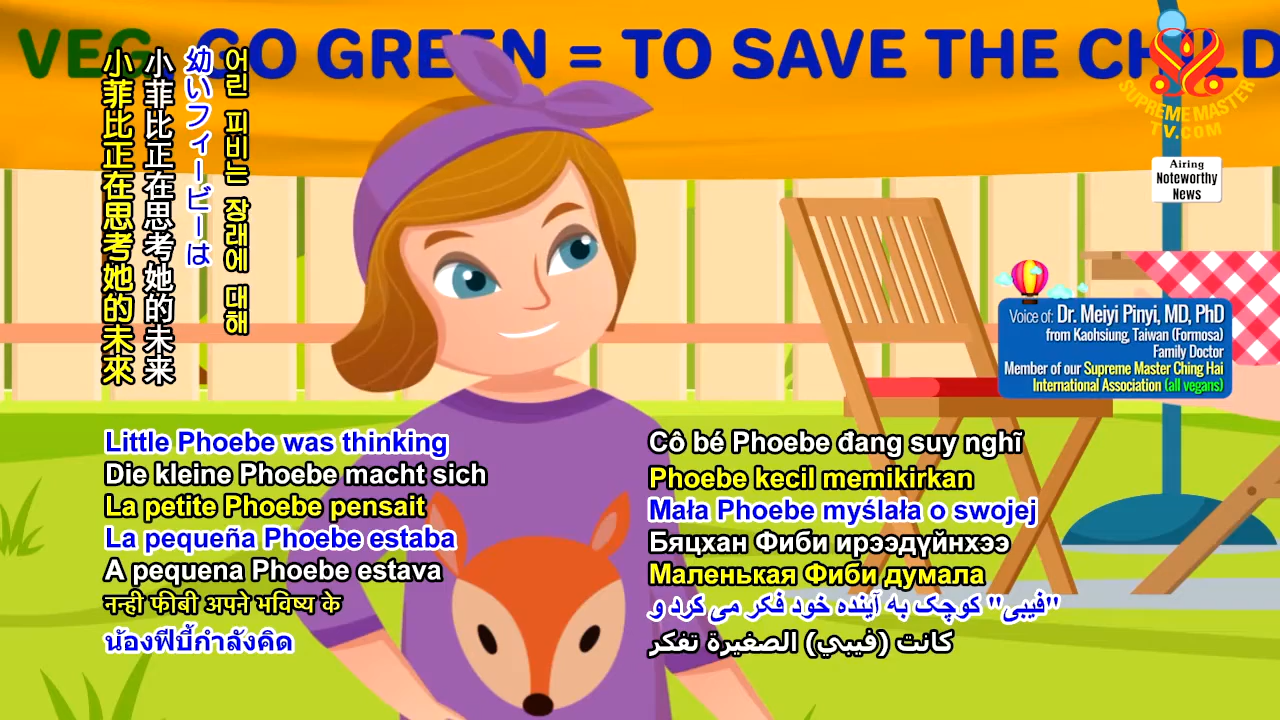 VEG GO GREEN = TO SAVE THE CHILD
SUPREME MASTER
TV.COM
Airing
Noteworthy
News
어린 피비는 장래에 대해
幼いフィービーは
小菲比正在思考她的未来
小菲比正在思考她的未來
Voice of: Dr. Meiyi Pinyi, MD, PhD
from Kaohsiung, Taiwan (Formosa)
Family Doctor
Member of our Supreme Master Ching Hai
International Association (all vegans)
Little Phoebe was thinking
Die kleine Phoebe macht sich
La petite Phoebe pensait
La pequeña Phoebe estaba
A pequena Phoebe estava
नन्ही फीबी अपने भविष्य के
น้องฟีบี้กำลังคิด
Cô bé Phoebe đang suy nghĩ
Phoebe kecil memikirkan
Mała Phoebe myślała o swojej
Бяцхан Фиби ирээдүйнхээ
Маленькая Фиби думала
"فیبی" کوچک به آینده خود فکر می کرد و
كانت (فيبي) الصغيرة تفكر